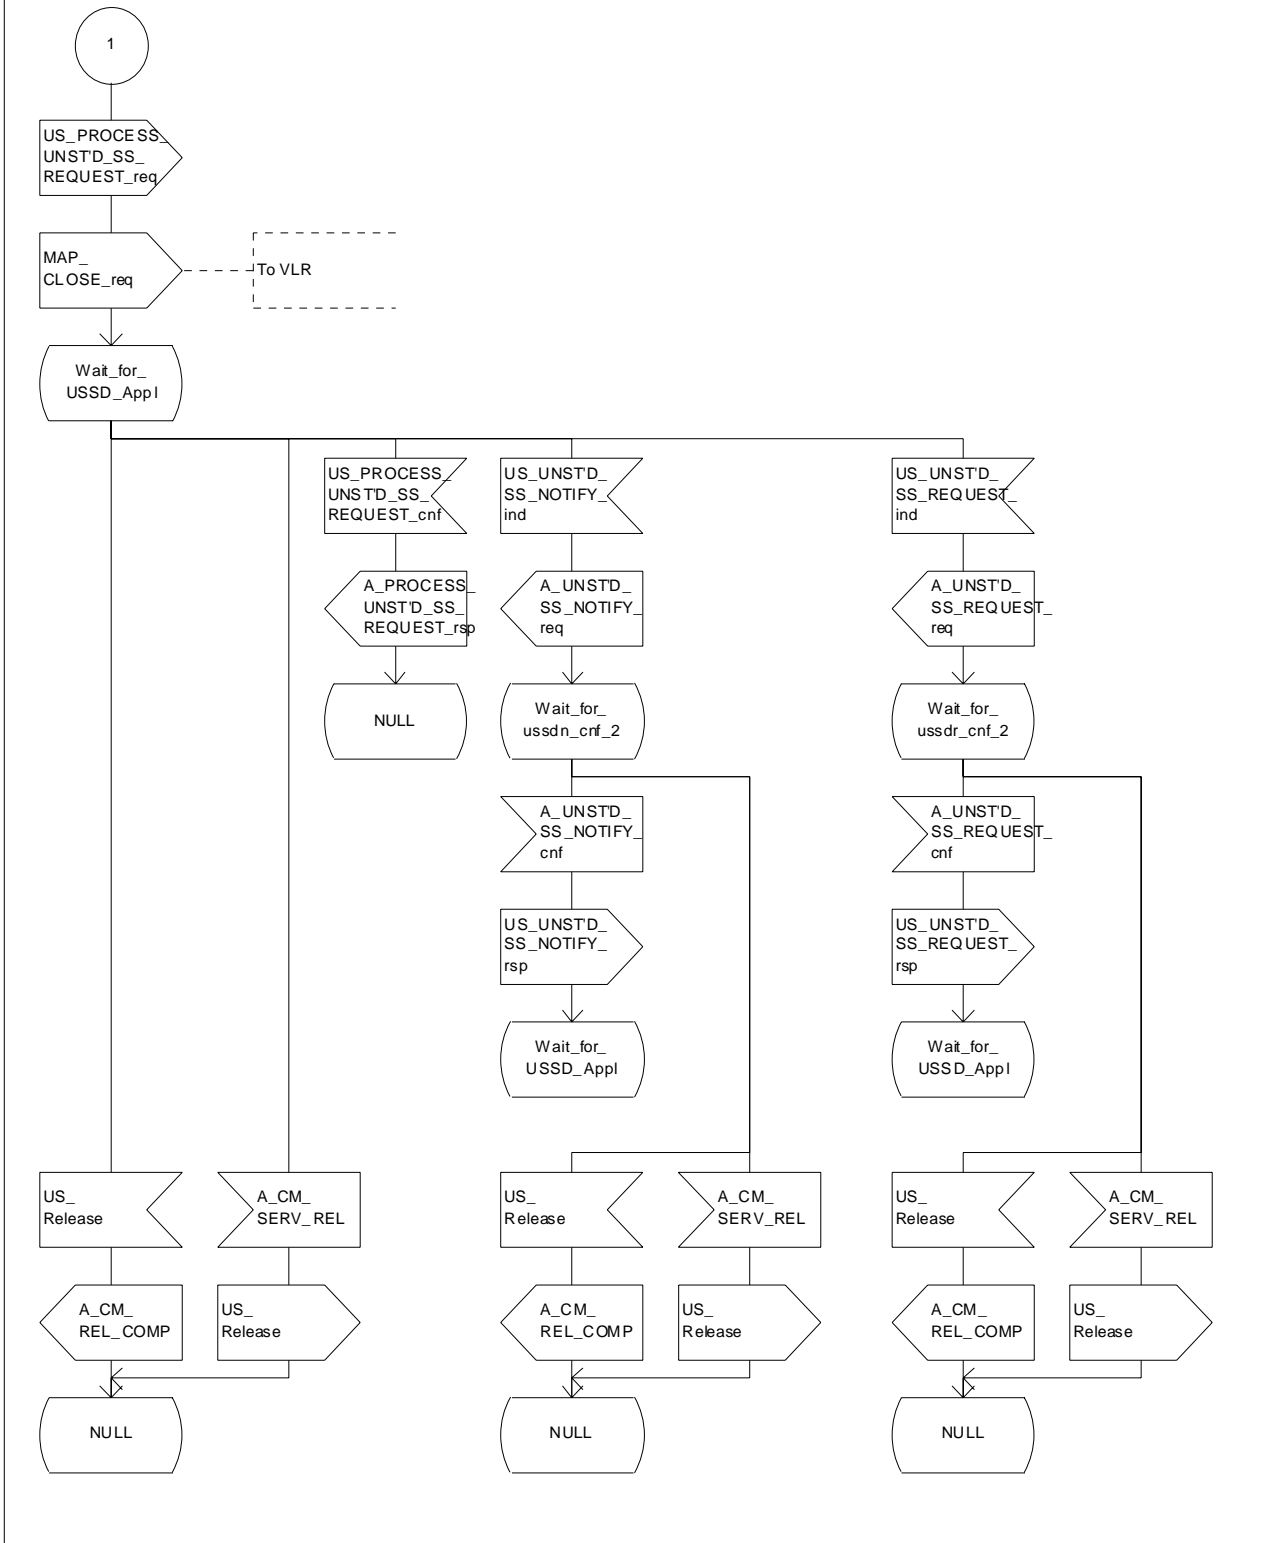 1
US_PROCESS_
UNST'D_SS_
REQUEST_req
MAP_
CLOSE_req
To VLR
Wait_for_
USSD_Appl
US_PROCESS_
UNST'D_SS_
REQUEST_cnf
US_UNST'D_
SS_NOTIFY_
ind
US_UNST'D_
SS_REQUEST_
ind
A_PROCESS_
UNST'D_SS_
REQUEST_rsp
A_UNST'D_
SS_NOTIFY_
req
A_UNST'D_
SS_REQUEST_
req
NULL
Wait_for_
ussdn_cnf_2
Wait_for_
ussdr_cnf_2
A_UNST'D_
SS_NOTIFY_
cnf
A_UNST'D_
SS_REQUEST_
cnf
US_UNST'D_
SS_NOTIFY_
rsp
US_UNST'D_
SS_REQUEST_
rsp
Wait_for_
USSD_Appl
Wait_for_
USSD_Appl
US_
Release
A_CM_
SERV_REL
US_
Release
A_CM_
SERV_REL
US_
Release
A_CM_
SERV_REL
A_CM_
REL_COMP
US_
Release
A_CM_
REL_COMP
US_
Release
A_CM_
REL_COMP
US_
Release
NULL
NULL
NULL